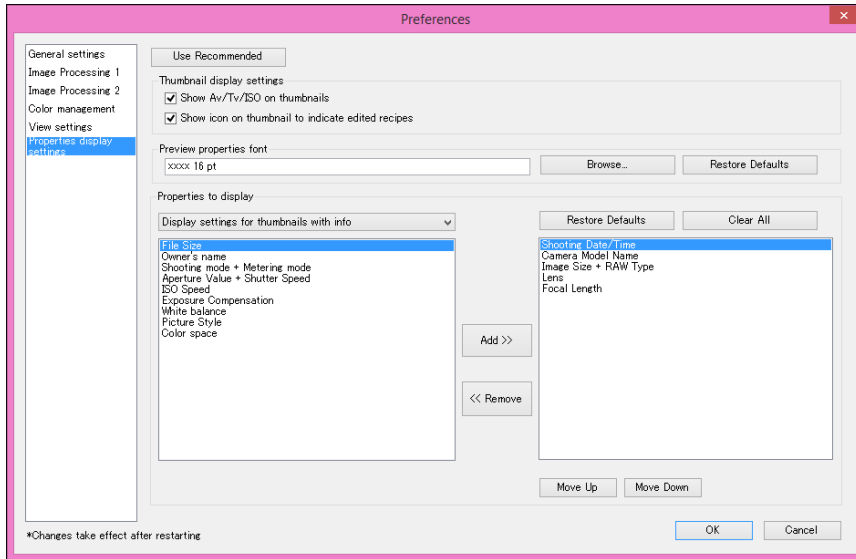 Preferences
General settings
Image Processing 1
Image Processing 2
Color management
View settings
Properties display
settings
Use Recommended
Thumbnail display settings
Show Av/Tv/ISO on thumbnails
Show icon on thumbnail to indicate edited recipes
Preview properties font
xxxx 16 pt
Browse...
Restore Defaults
Properties to display
Display settings for thumbnails with info
Restore Defaults
Clear All
File Size
Owner's name
Shooting mode + Metering mode
Aperture Value + Shutter Speed
ISO Speed
Exposure Compensation
White balance
Picture Style
Color space
Add >>
<< Remove
Shooting Date/Time
Camera Model Name
Image Size + RAW Type
Lens
Focal Length
Move Up
Move Down
*Changes take effect after restarting
OK
Cancel